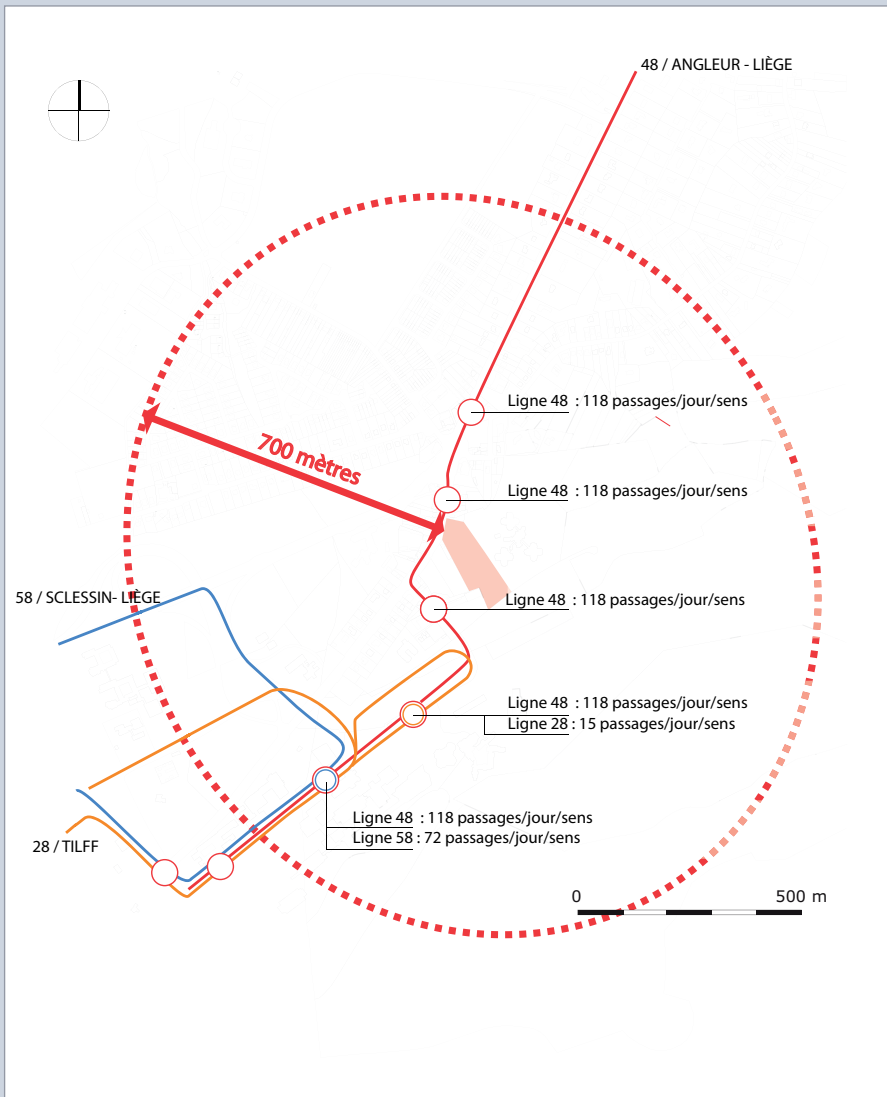 48 / ANGLEUR - LIÈGE
Ligne 48 : 118 passages/jour/sens
700 mètres
Ligne 48 : 118 passages/jour/sens
58 / SCLESSIN- LIÈGE
Ligne 48 : 118 passages/jour/sens
Ligne 48 : 118 passages/jour/sens
Ligne 28 : 15 passages/jour/sens
Ligne 48 : 118 passages/jour/sens
Ligne 58 : 72 passages/jour/sens
28 / TILFF
0 500 m